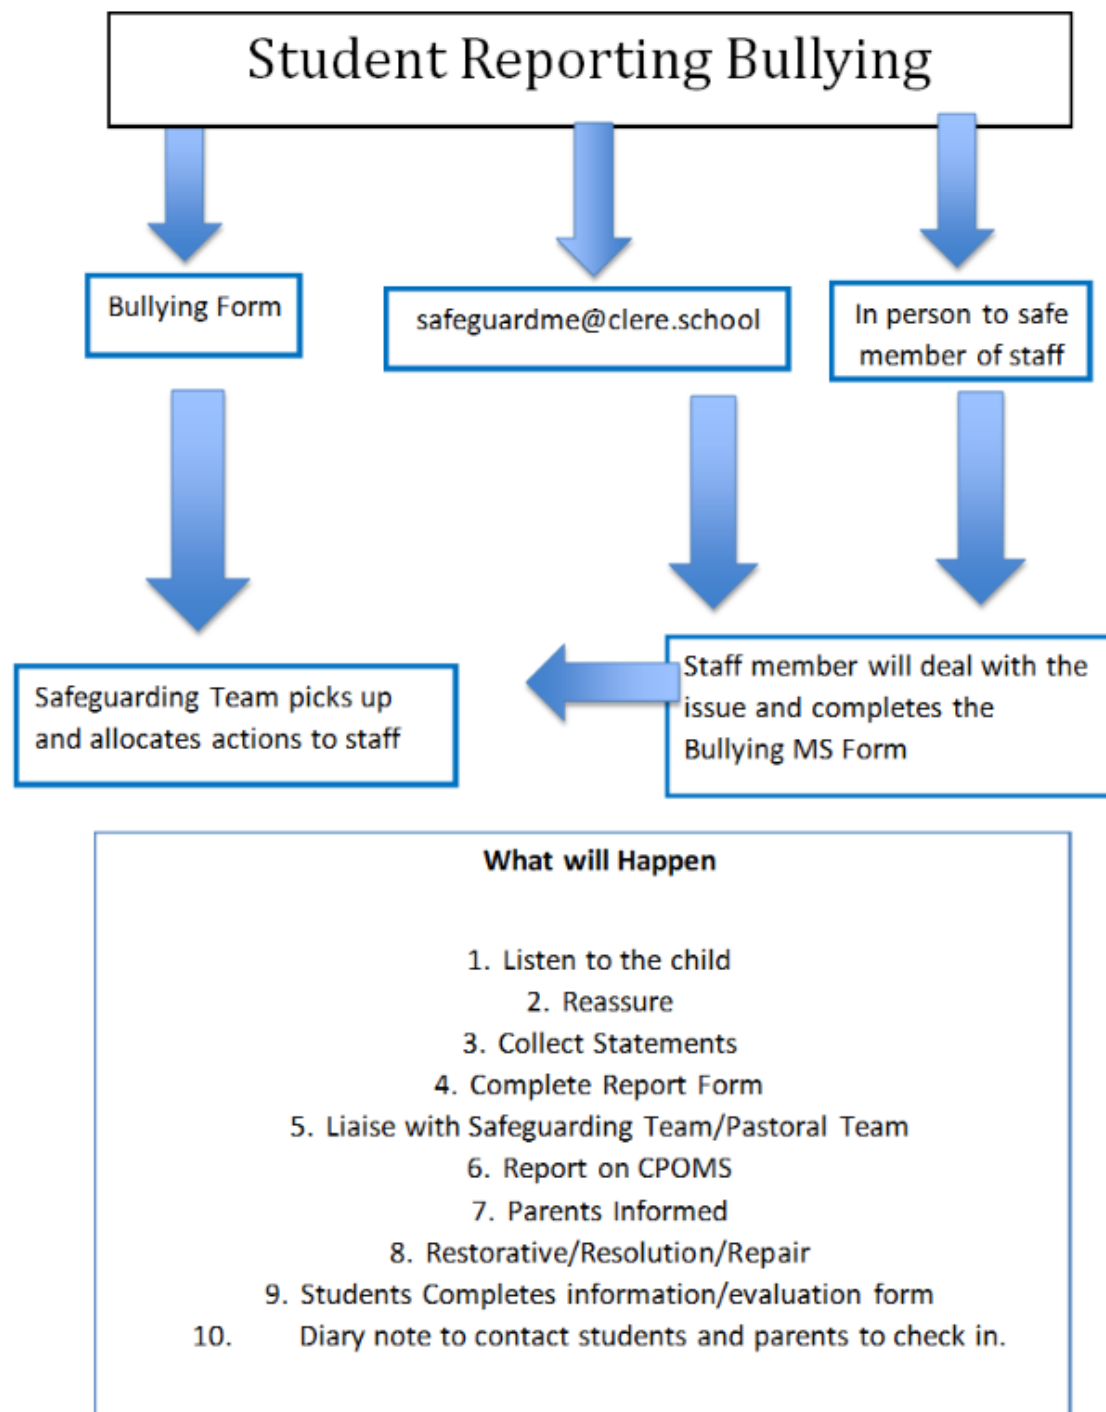 Student Reporting Bullying
Bullying Form
safeguardme@clere.school
In person to safe
member of staff
Safeguarding Team picks up
and allocates actions to staff
Staff member will deal with the
issue and completes the
Bullying MS Form
What will Happen
1. Listen to the child
2. Reassure
3. Collect Statements
4. Complete Report Form
5. Liaise with Safeguarding Team/Pastoral Team
6. Report on CPOMS
7. Parents Informed
8. Restorative/Resolution/Repair
9. Students Completes information/evaluation form
10. Diary note to contact students and parents to check in.